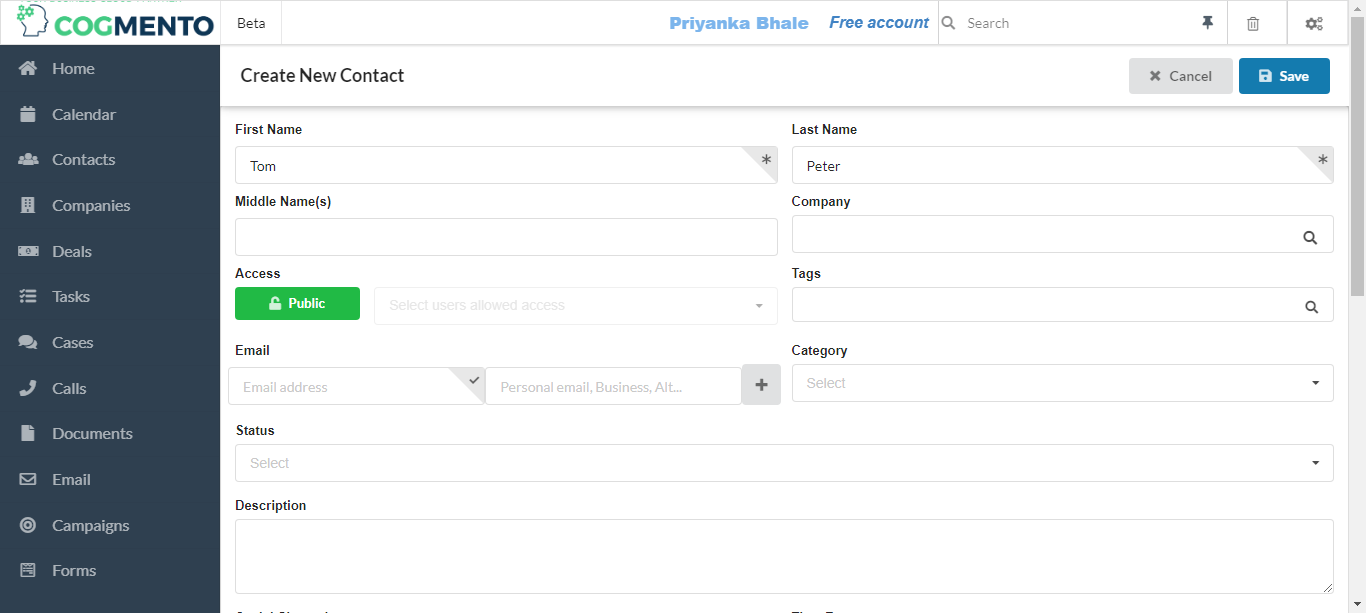 COGMENTO
Beta
Priyanka Bhale
Free account
Search
Home
Calendar
Contacts
Companies
Deals
Tasks
Cases
Calls
Documents
Email
Campaigns
Forms
Create New Contact
Cancel
Save
First Name
Last Name
Tom
Peter
Middle Name(s)
Company
Access
Tags
Public
Select users allowed access
Email
Category
Email address
Personal email, Business, Alt...
Select
Status
Select
Description